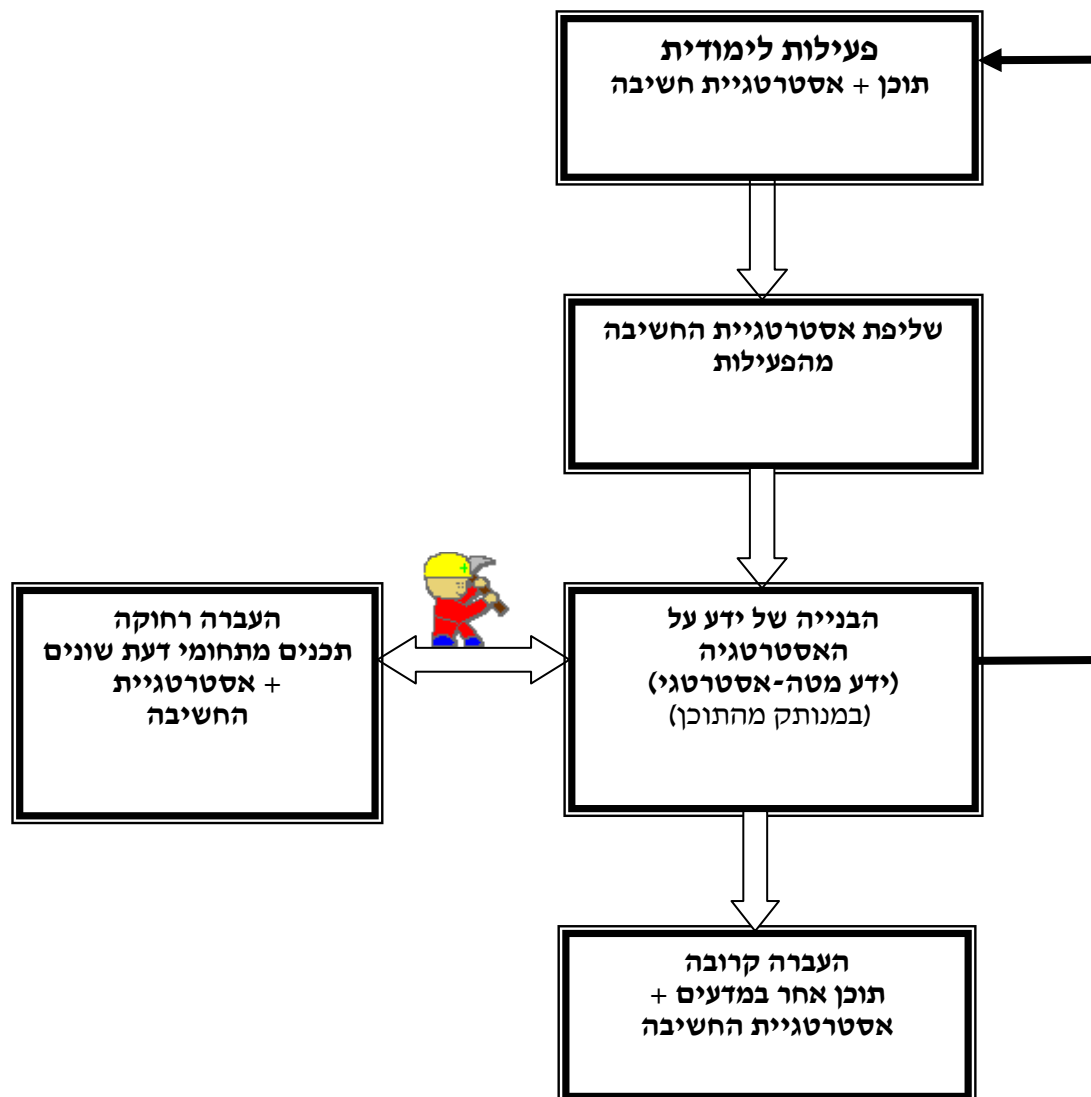 פעילות לימודית
תוכן + אסטרטגיית חשיבה
שליפת אסטרטגיית החשיבה
מהפעילות
הבנייה של ידע על
האסטרטגיה
(ידע מטה-אסטרטגי)
(במנותק מהתוכן)
העברה רחוקה
תכנים מתחומי דעת שונים
+ אסטרטגיית
החשיבה
העברה קרובה
תוכן אחר במדעים +
אסטרטגיית החשיבה